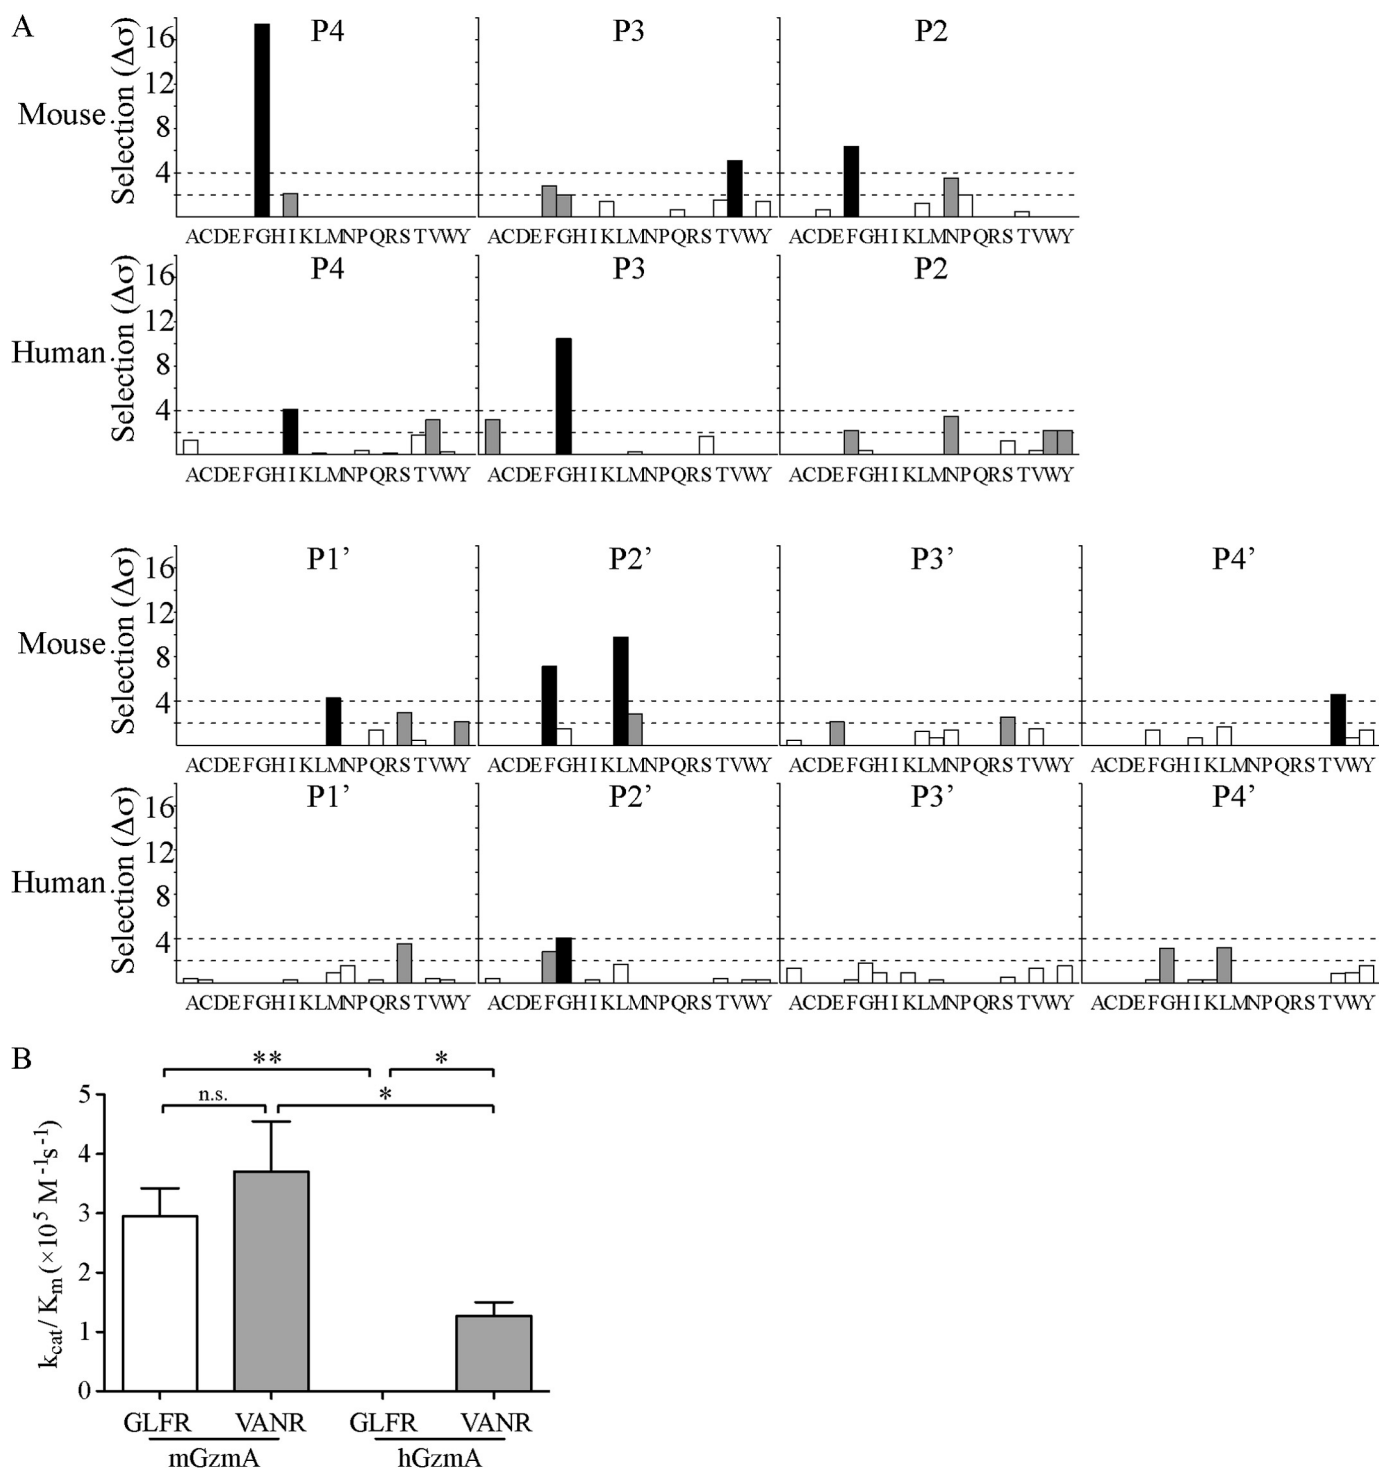 A
P4 P3 P2
Mouse
Selection (Δσ)
16
12
8
4
ACDEFGHIKLMNPQRSTVWY ACDEFGHIKLMNPQRSTVWY ACDEFGHIKLMNPQRSTVWY
P4 P3 P2
Human
Selection (Δσ)
16
12
8
4
ACDEFGHIKLMNPQRSTVWY ACDEFGHIKLMNPQRSTVWY ACDEFGHIKLMNPQRSTVWY
P1’ P2’ P3’ P4’
Mouse
Selection (Δσ)
16
12
8
4
ACDEFGHIKLMNPQRSTVWY ACDEFGHIKLMNPQRSTVWY ACDEFGHIKLMNPQRSTVWY ACDEFGHIKLMNPQRSTVWY
P1’ P2’ P3’ P4’
Human
Selection (Δσ)
16
12
8
4
ACDEFGHIKLMNPQRSTVWY ACDEFGHIKLMNPQRSTVWY ACDEFGHIKLMNPQRSTVWY ACDEFGHIKLMNPQRSTVWY
B
** *
n.s. *
kcat/ Km (×10⁵ M⁻¹s⁻¹)
5
4
3
2
1
0
GLFR VANR GLFR VANR
mGzmA hGzmA